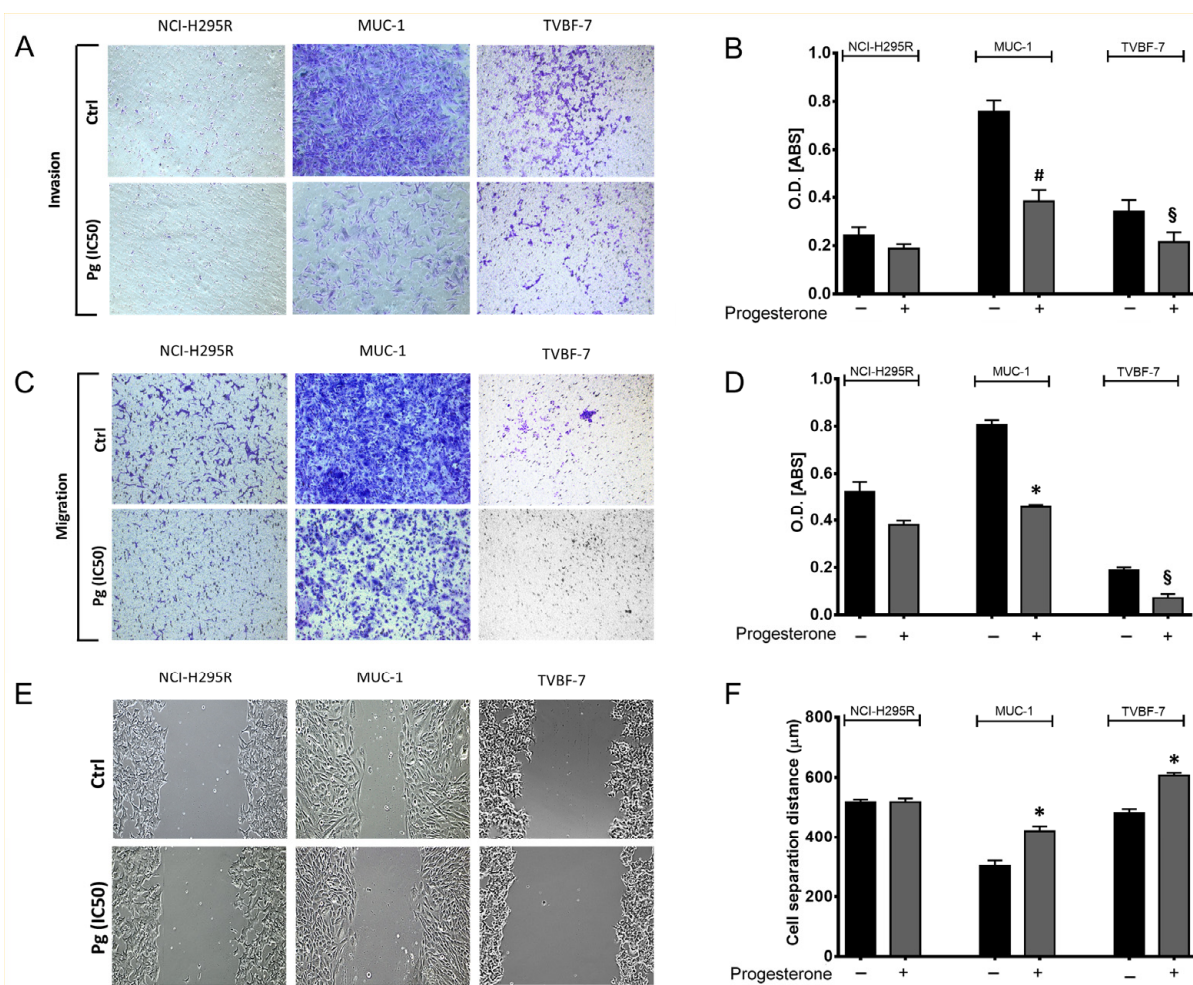 A
NCI-H295R MUC-1 TVBF-7
Invasion
Ctrl
Pg (IC50)
B
NCI-H295R MUC-1 TVBF-7
O.D. [ABS]
1.0
0.8
0.6
0.4
0.2
0.0
# §
Progesterone – + – + – +
C
NCI-H295R MUC-1 TVBF-7
Migration
Ctrl
Pg (IC50)
D
NCI-H295R MUC-1 TVBF-7
O.D. [ABS]
1.0
0.8
0.6
0.4
0.2
0.0
* §
Progesterone – + – + – +
E
NCI-H295R MUC-1 TVBF-7
Ctrl
Pg (IC50)
F
NCI-H295R MUC-1 TVBF-7
Cell separation distance (µm)
800
600
400
200
0
* *
Progesterone – + – + – +